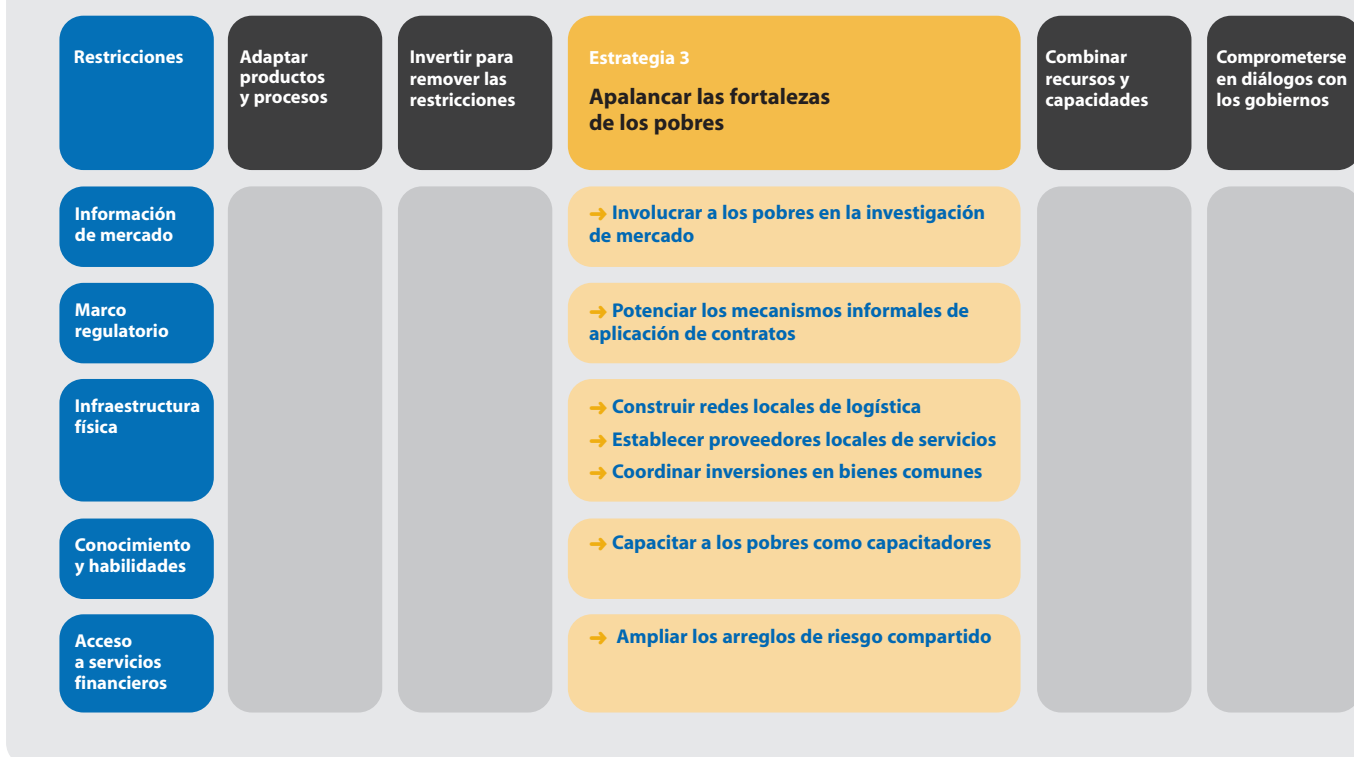 Restricciones
Adaptar
productos
y procesos
Invertir para
remover las
restricciones
Estrategia 3
Apalancar las fortalezas
de los pobres
Combinar
recursos y
capacidades
Comprometerse
en diálogos con
los gobiernos
Información
de mercado
➜ Involucrar a los pobres en la investigación
de mercado
Marco
regulatorio
➜ Potenciar los mecanismos informales de
aplicación de contratos
Infraestructura
física
➜ Construir redes locales de logística
➜ Establecer proveedores locales de servicios
➜ Coordinar inversiones en bienes comunes
Conocimiento
y habilidades
➜ Capacitar a los pobres como capacitadores
Acceso
a servicios
financieros
➜ Ampliar los arreglos de riesgo compartido